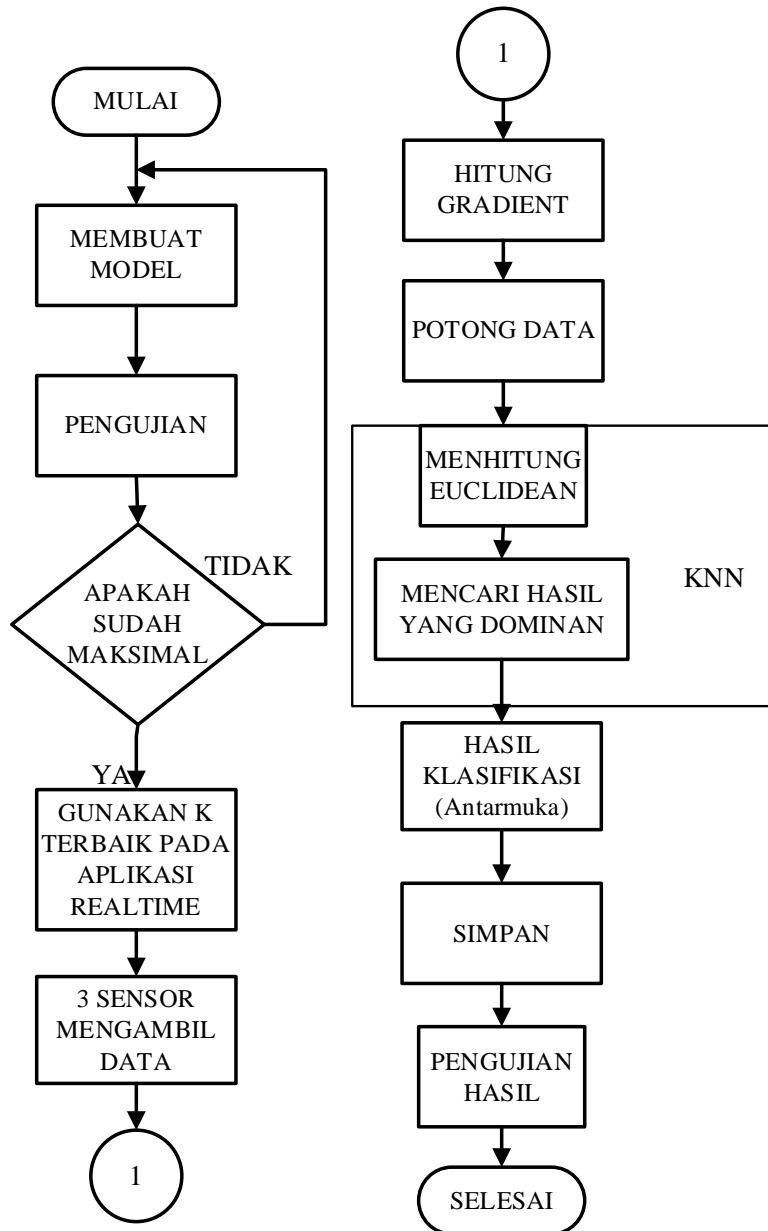 MULAI
MEMBUAT
MODEL
PENGUJIAN
TIDAK
APAKAH
SUDAH
MAKSIMAL
YA
GUNAKAN K
TERBAIK PADA
APLIKASI
REALTIME
3 SENSOR
MENGAMBIL
DATA
1
1
HITUNG
GRADIENT
POTONG DATA
MENHITUNG
EUCLIDEAN
MENCARI HASIL
YANG DOMINAN
KNN
HASIL
KLASIFIKASI
(Antarmuka)
SIMPAN
PENGUJIAN
HASIL
SELESAI